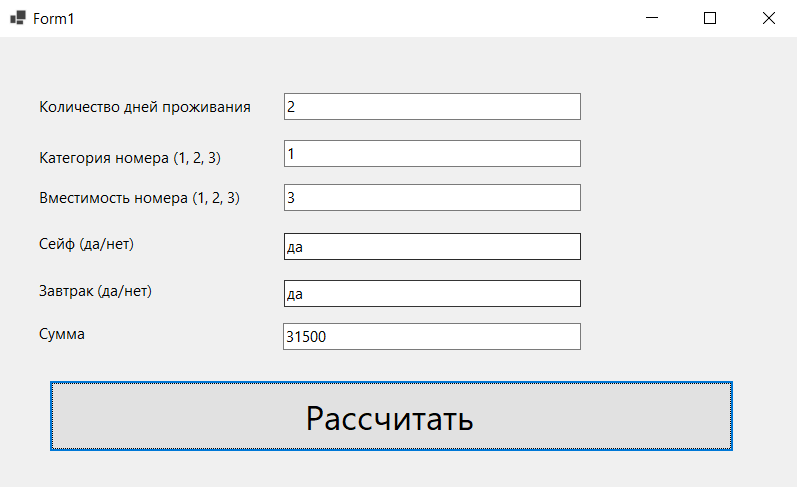 Form1
Количество дней проживания 2
Категория номера (1, 2, 3) 1
Вместимость номера (1, 2, 3) 3
Сейф (да/нет) да
Завтрак (да/нет) да
Сумма 31500
Рассчитать